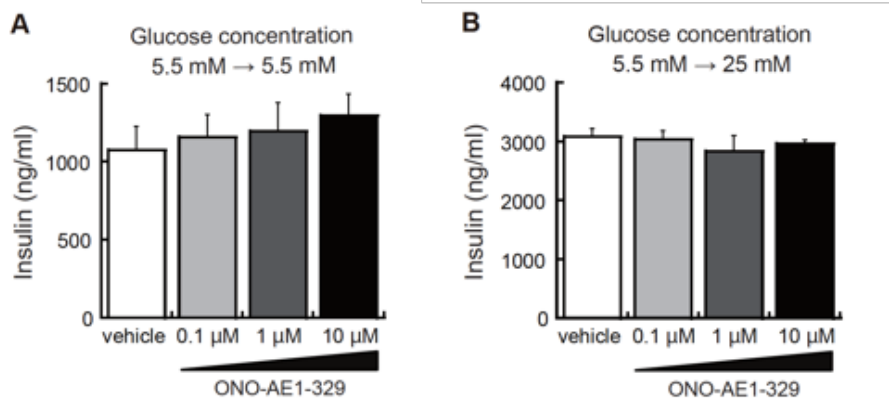 A
Glucose concentration
5.5 mM → 5.5 mM
Insulin (ng/ml)
1500
1000
500
0
vehicle 0.1 μM 1 μM 10 μM
ONO-AE1-329
B
Glucose concentration
5.5 mM → 25 mM
Insulin (ng/ml)
4000
3000
2000
1000
0
vehicle 0.1 μM 1 μM 10 μM
ONO-AE1-329